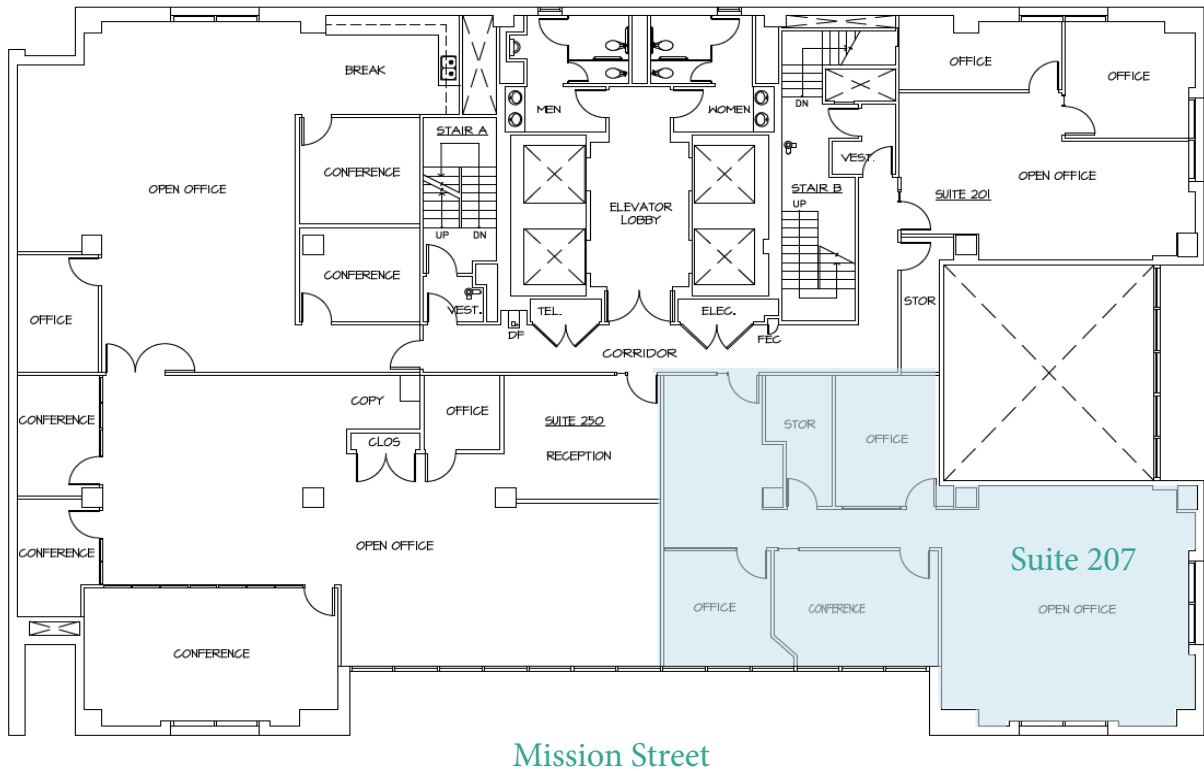 BREAK
MEN
WOMEN
OFFICE
OFFICE
STAIR A
DN
CONFERENCE
VEST.
OPEN OFFICE
OPEN OFFICE
STAIR B
SUITE 201
UP
ELEVATOR
LOBBY
UP
DN
CONFERENCE
STOR
OFFICE
VEST.
TEL.
ELEC.
DF
FEC
CORRIDOR
COPY
OFFICE
CONFERENCE
SUITE 250
STOR
CLOS
OFFICE
RECEPTION
OPEN OFFICE
CONFERENCE
Suite 207
OFFICE
CONFERENCE
OPEN OFFICE
CONFERENCE
Mission Street